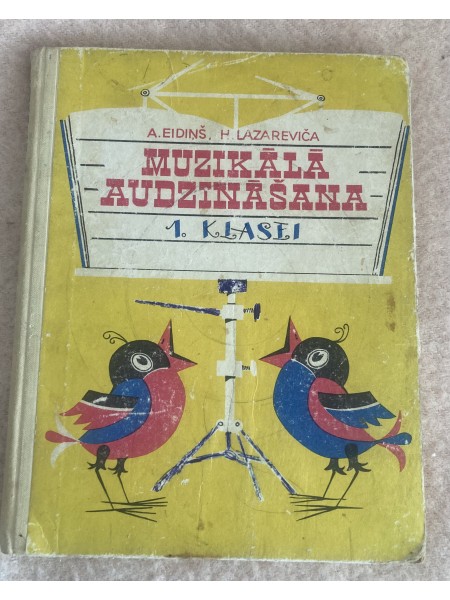 A. EIDIŅŠ, H. LAZAREVIČA
MUZIKĀLĀ
AUDZINĀŠANA
1. KLASEI